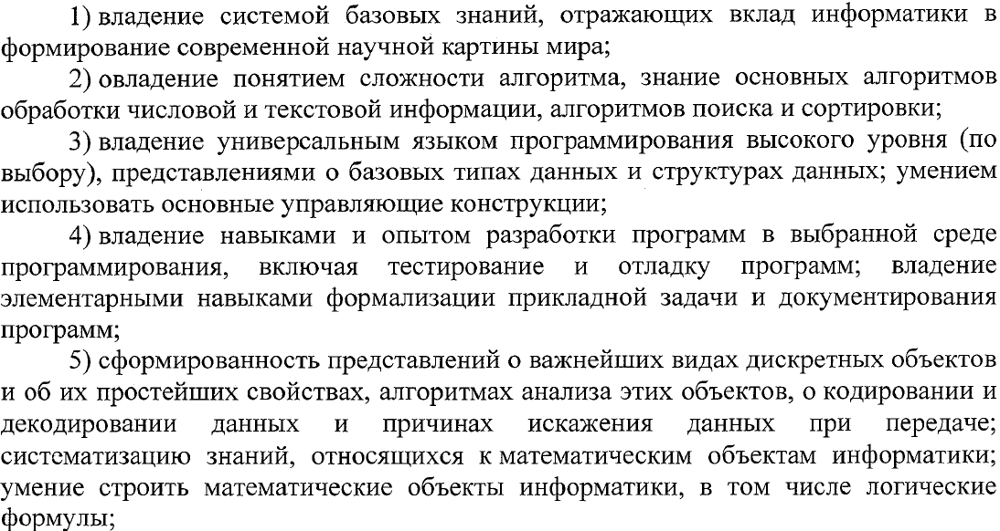 1) владение системой базовых знаний, отражающих вклад информатики в
формирование современной научной картины мира;
2) овладение понятием сложности алгоритма, знание основных алгоритмов
обработки числовой и текстовой информации, алгоритмов поиска и сортировки;
3) владение универсальным языком программирования высокого уровня (по
выбору), представлениями о базовых типах данных и структурах данных; умением
использовать основные управляющие конструкции;
4) владение навыками и опытом разработки программ в выбранной среде
программирования, включая тестирование и отладку программ; владение
элементарными навыками формализации прикладной задачи и документирования
программ;
5) сформированность представлений о важнейших видах дискретных объектов
и об их простейших свойствах, алгоритмах анализа этих объектов, о кодировании и
декодировании данных и причинах искажения данных при передаче;
систематизацию знаний, относящихся к математическим объектам информатики;
умение строить математические объекты информатики, в том числе логические
формулы;